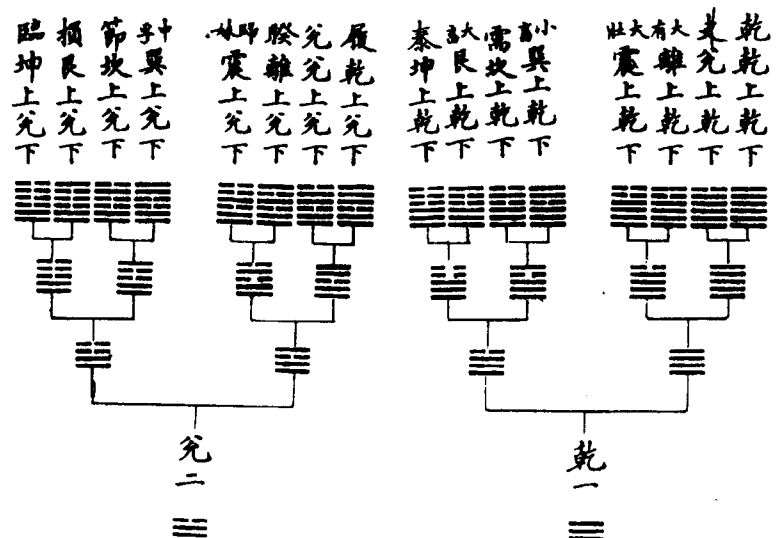 乾乾上乾下
夬兌上乾下
大有離上乾下
大壯震上乾下
小畜巽上乾下
需坎上乾下
大畜艮上乾下
泰坤上乾下
履乾上兌下
兌兌上兌下
睽離上兌下
歸妹震上兌下
中孚巽上兌下
節坎上兌下
損艮上兌下
臨坤上兌下
乾一
兌二